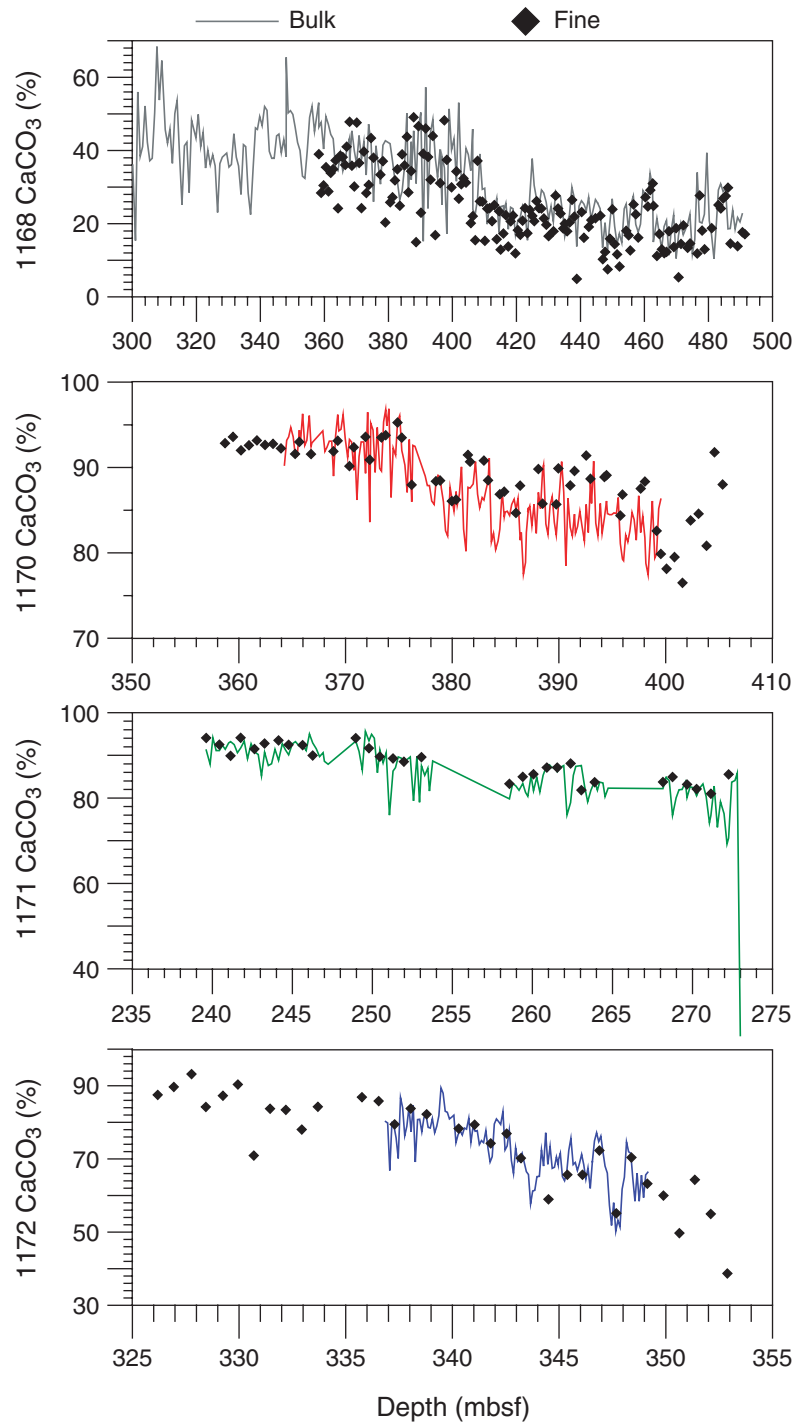 Bulk Fine
1168 CaCO3 (%)
60
40
20
0
300 320 340 360 380 400 420 440 460 480 500
1170 CaCO3 (%)
100
90
80
70
350 360 370 380 390 400 410
1171 CaCO3 (%)
100
80
60
40
235 240 245 250 255 260 265 270 275
1172 CaCO3 (%)
90
70
50
30
325 330 335 340 345 350 355
Depth (mbsf)